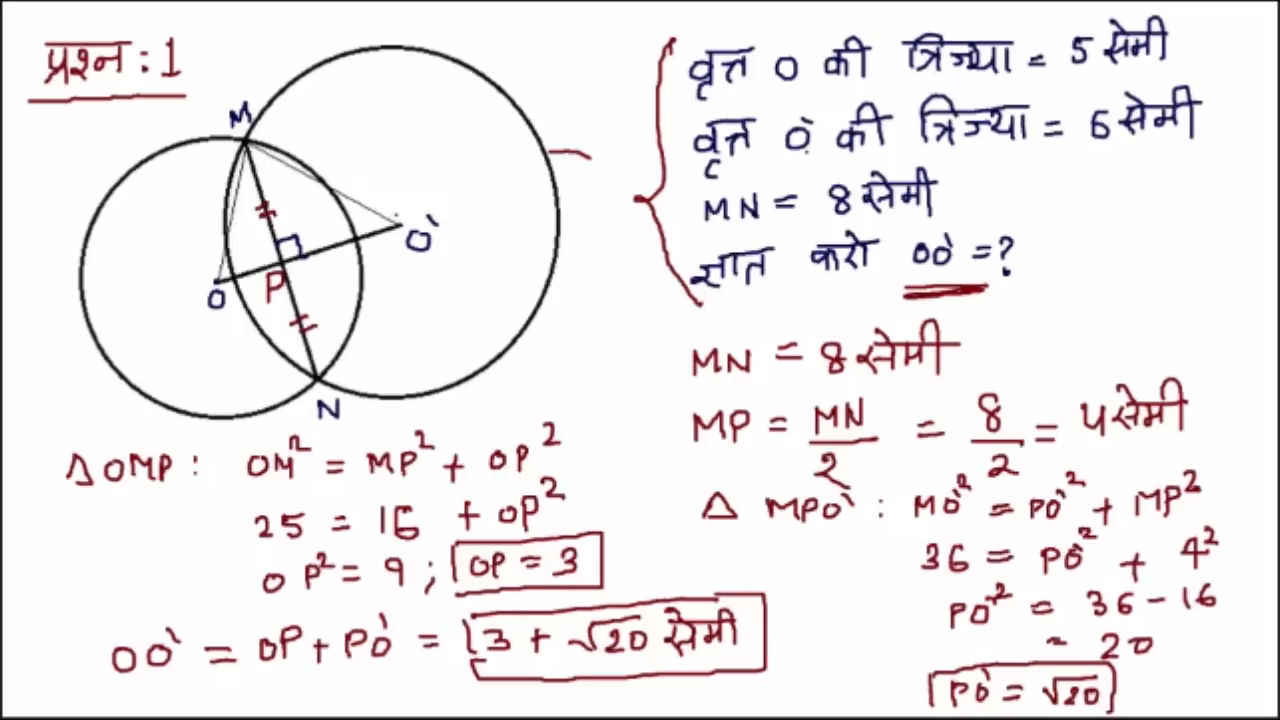 प्रश्न : 1
M
O'
O
P
N
वृत्त O की त्रिज्या = 5 सेमी
वृत्त O' की त्रिज्या = 6 सेमी
MN = 8 सेमी
ज्ञात करो OO' = ?
MN = 8 सेमी
MP = MN/2 = 8/2 = 4 सेमी
△ OMP : OM² = MP² + OP²
25 = 16 + OP²
OP² = 9 ; OP = 3
△ MPO' : MO'² = PO'² + MP²
36 = PO'² + 4²
PO'² = 36 - 16
= 20
PO' = √20
OO' = OP + PO' = 3 + √20 सेमी